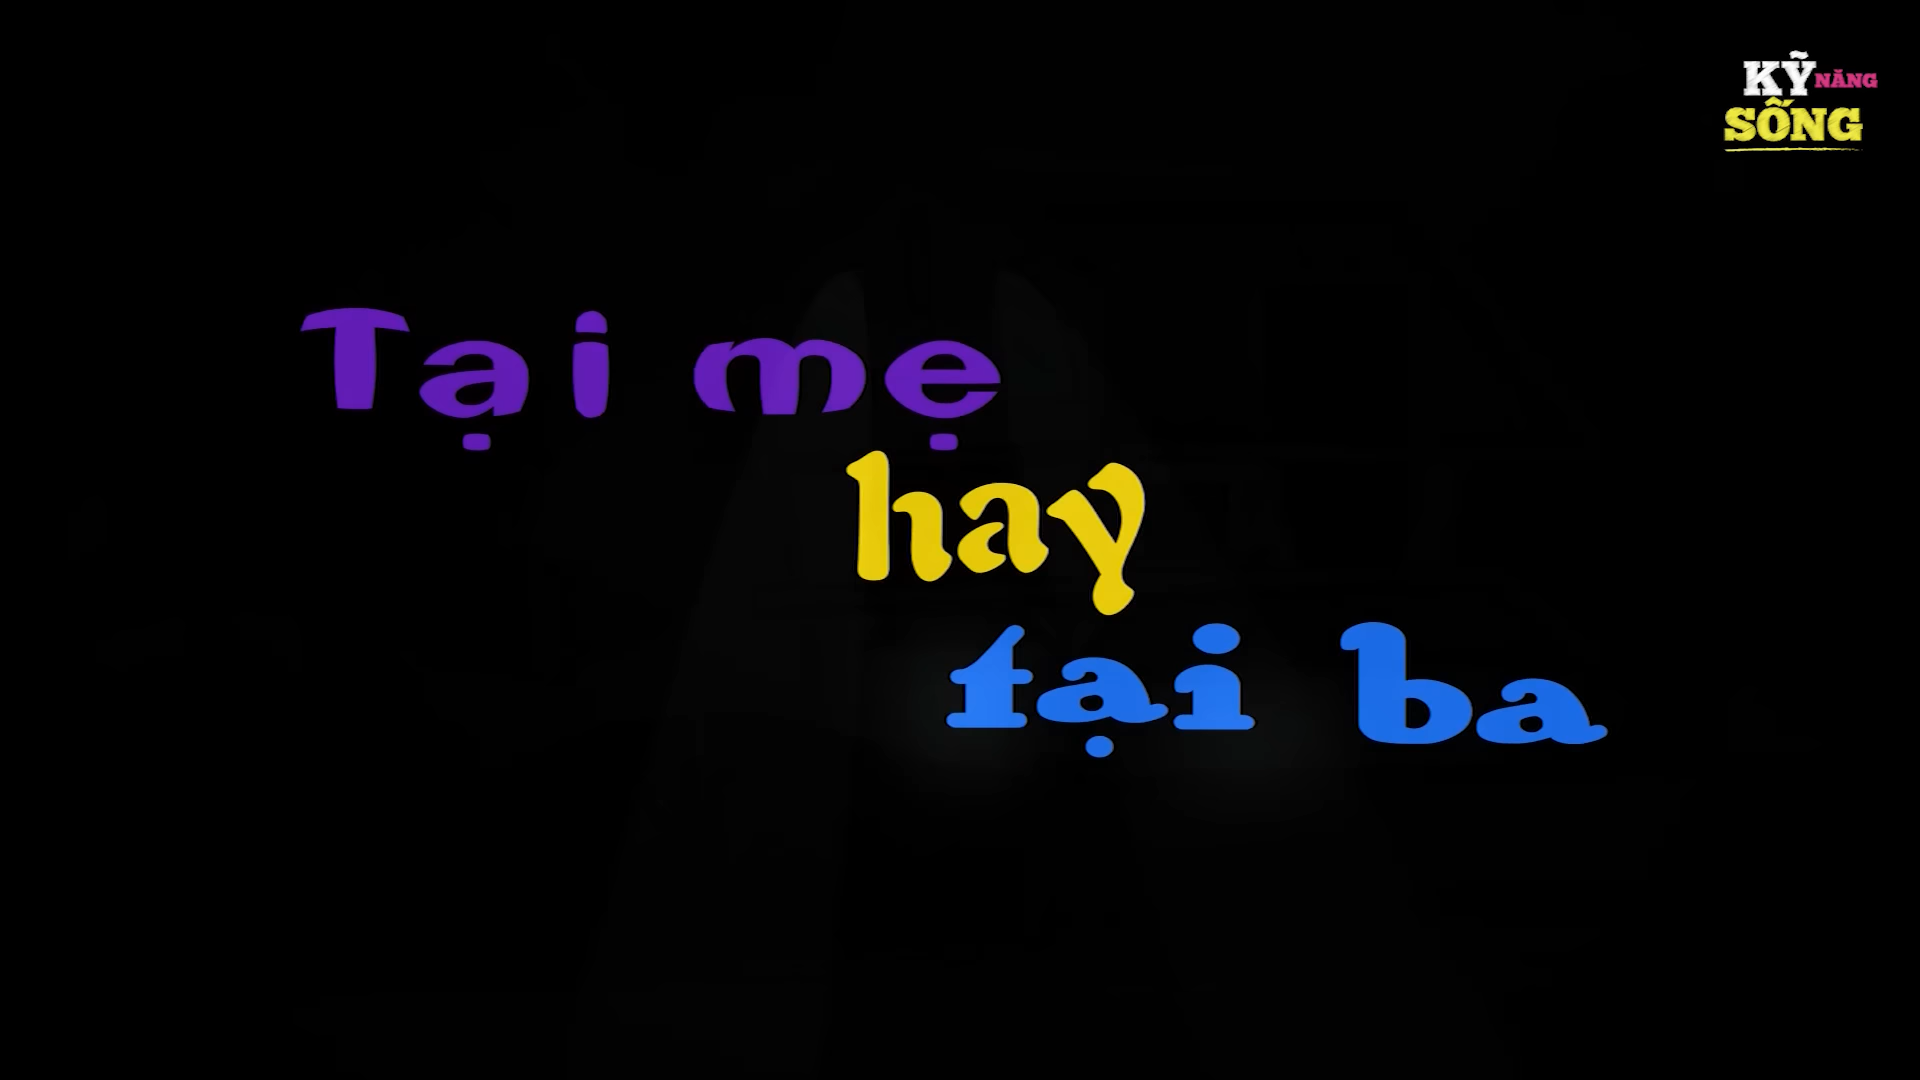 KỸ NĂNG
SỐNG
Tại mẹ
hay
tại ba